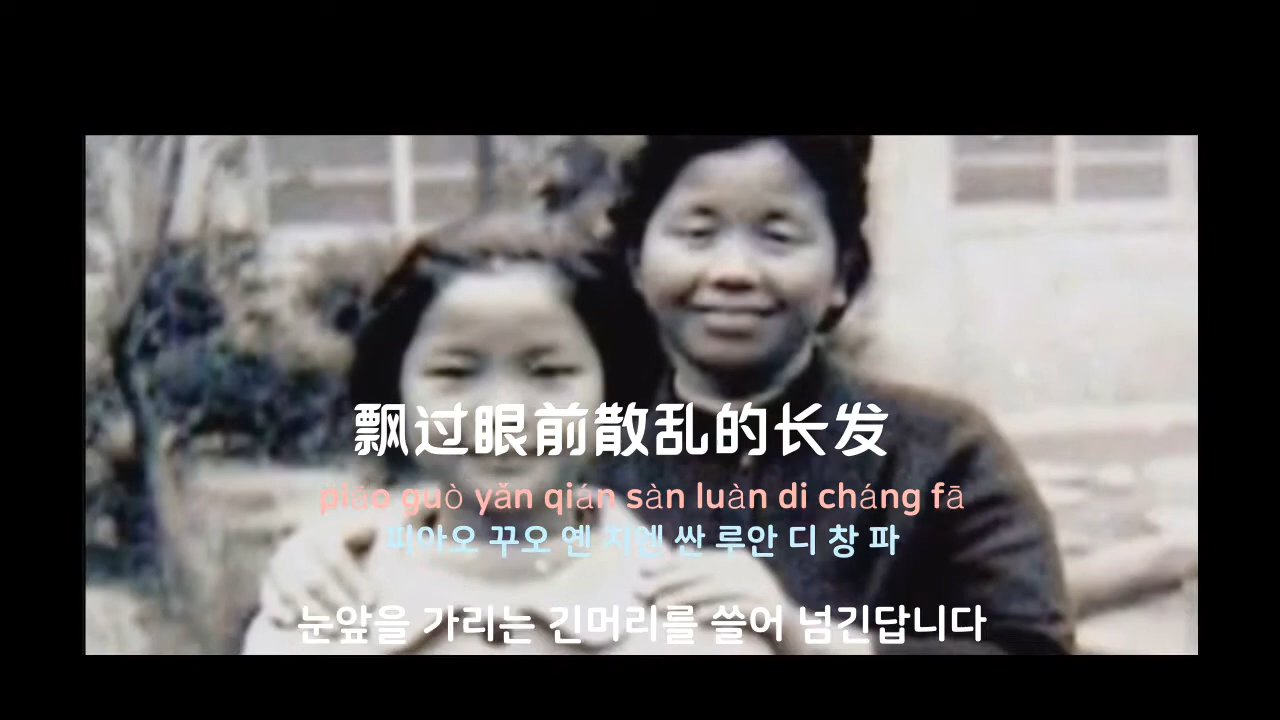 飘过眼前散乱的长发
piáo guò yǎn qián sàn luàn di cháng fā
피아오 꾸오 옌 치엔 싼 루안 디 창 파
눈앞을 가리는 긴머리를 쓸어 넘긴답니다